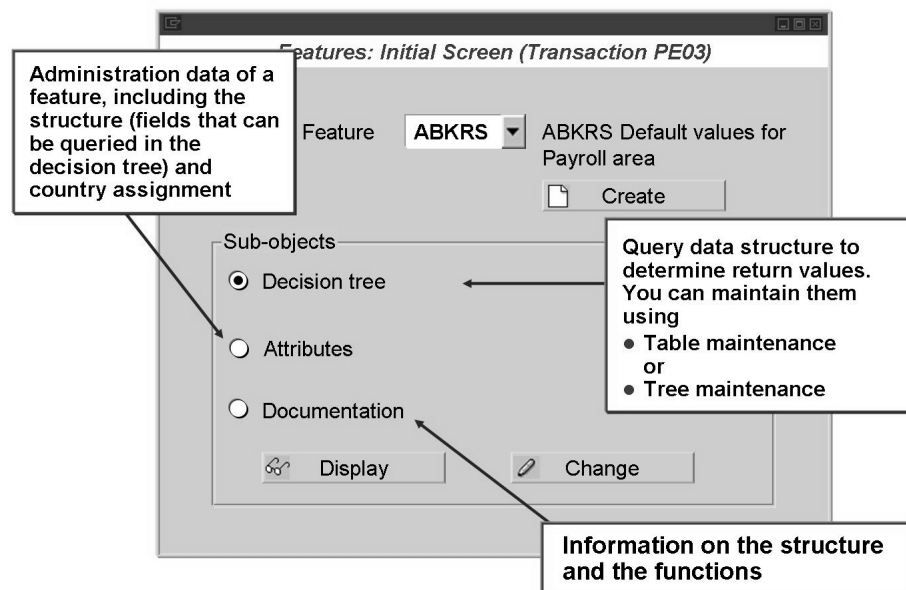 Features: Initial Screen (Transaction PE03)
Administration data of a
feature, including the
structure (fields that can
be queried in the
decision tree) and
country assignment
Feature ABKRS ABKRS Default values for
Payroll area
Create
Sub-objects
Decision tree
Query data structure to
determine return values.
You can maintain them
using
● Table maintenance
or
● Tree maintenance
Attributes
Documentation
Display Change
Information on the structure
and the functions